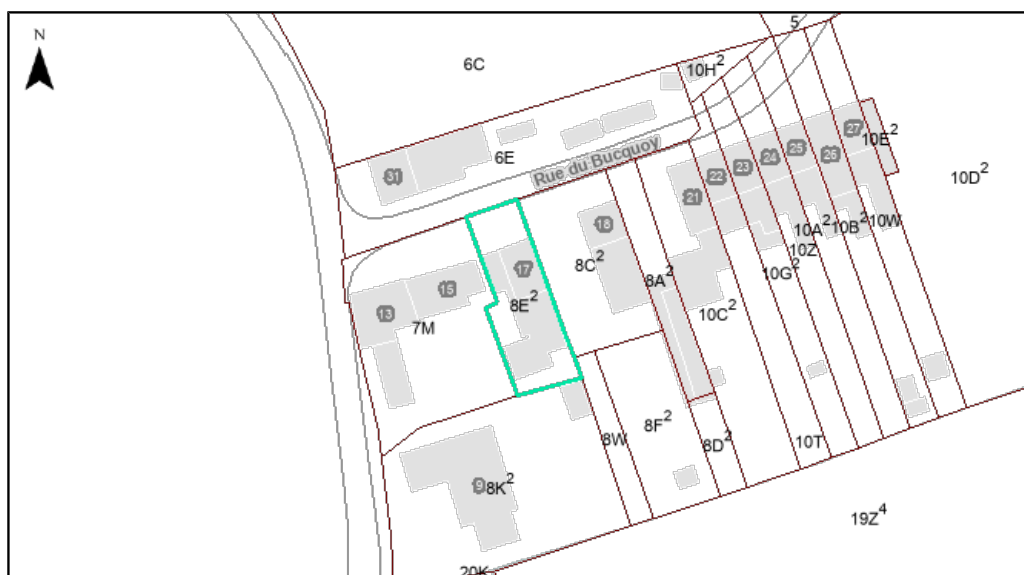 5
N
6C
10H²
6E
31
Rue du Bucquoy
27
10E²
25
26
24
23
22
21
10D²
18
10A²
10B²
10W
10Z
8C²
17
8A²
10G²
15
13
7M
8E²
10C²
8W
8F²
8D²
10T
9
8K²
19Z⁴
20K